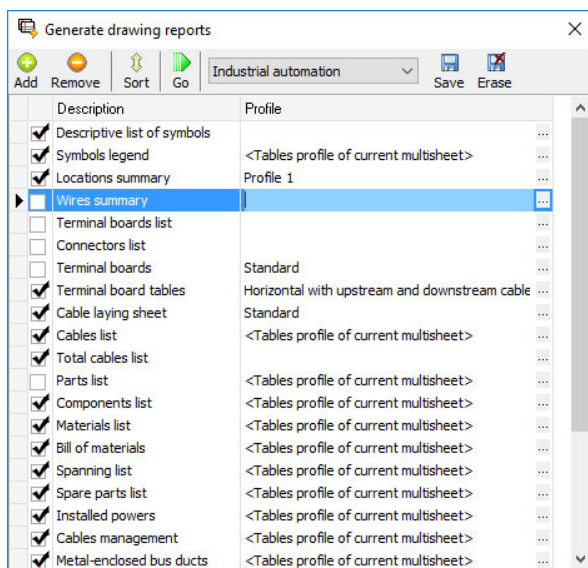 Generate drawing reports
Add Remove Sort Go Industrial automation Save Erase
Description Profile
Descriptive list of symbols ...
Symbols legend <Tables profile of current multisheet> ...
Locations summary Profile 1 ...
Wires summary ...
Terminal boards list ...
Connectors list ...
Terminal boards Standard ...
Terminal board tables Horizontal with upstream and downstream cable ...
Cable laying sheet Standard ...
Cables list <Tables profile of current multisheet> ...
Total cables list ...
Parts list <Tables profile of current multisheet> ...
Components list <Tables profile of current multisheet> ...
Materials list <Tables profile of current multisheet> ...
Bill of materials <Tables profile of current multisheet> ...
Spanning list <Tables profile of current multisheet> ...
Spare parts list <Tables profile of current multisheet> ...
Installed powers <Tables profile of current multisheet> ...
Cables management <Tables profile of current multisheet> ...
Metal-enclosed bus ducts <Tables profile of current multisheet> ...